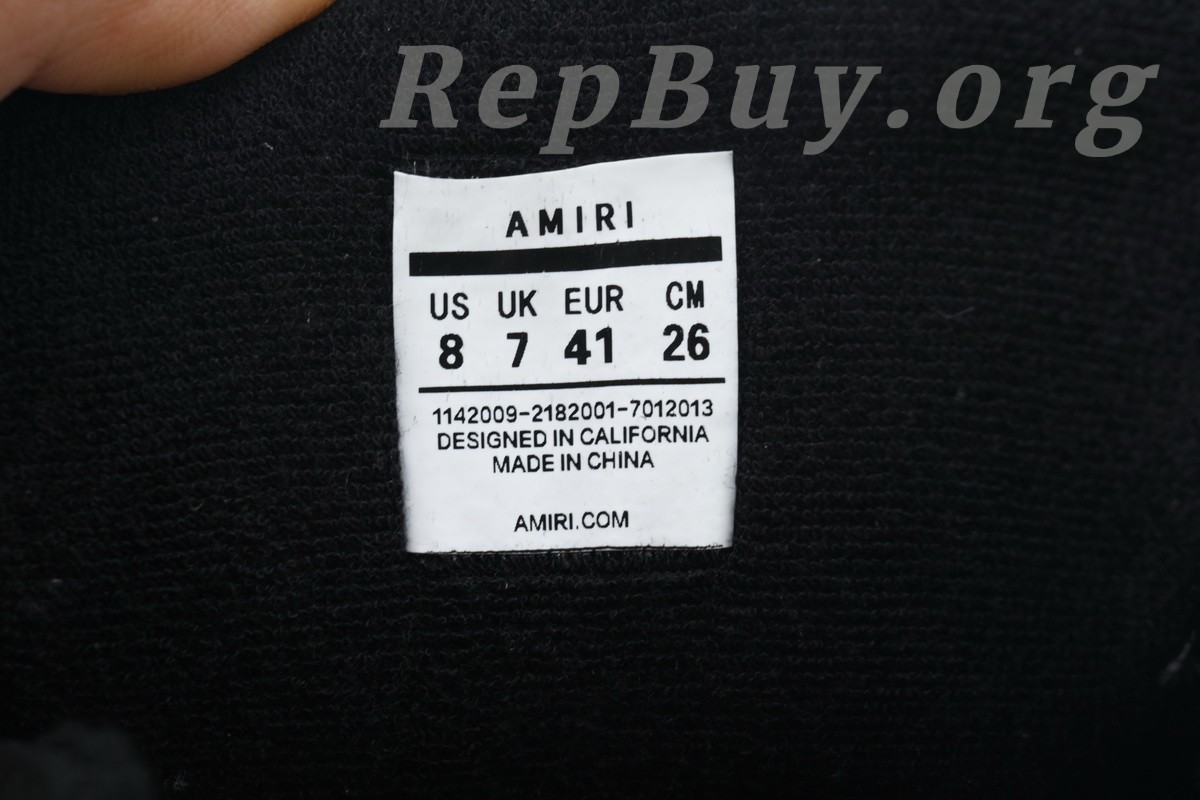 RepBuy.org
AMIRI
US UK EUR CM
8 7 41 26
1142009-2182001-7012013
DESIGNED IN CALIFORNIA
MADE IN CHINA
AMIRI.COM